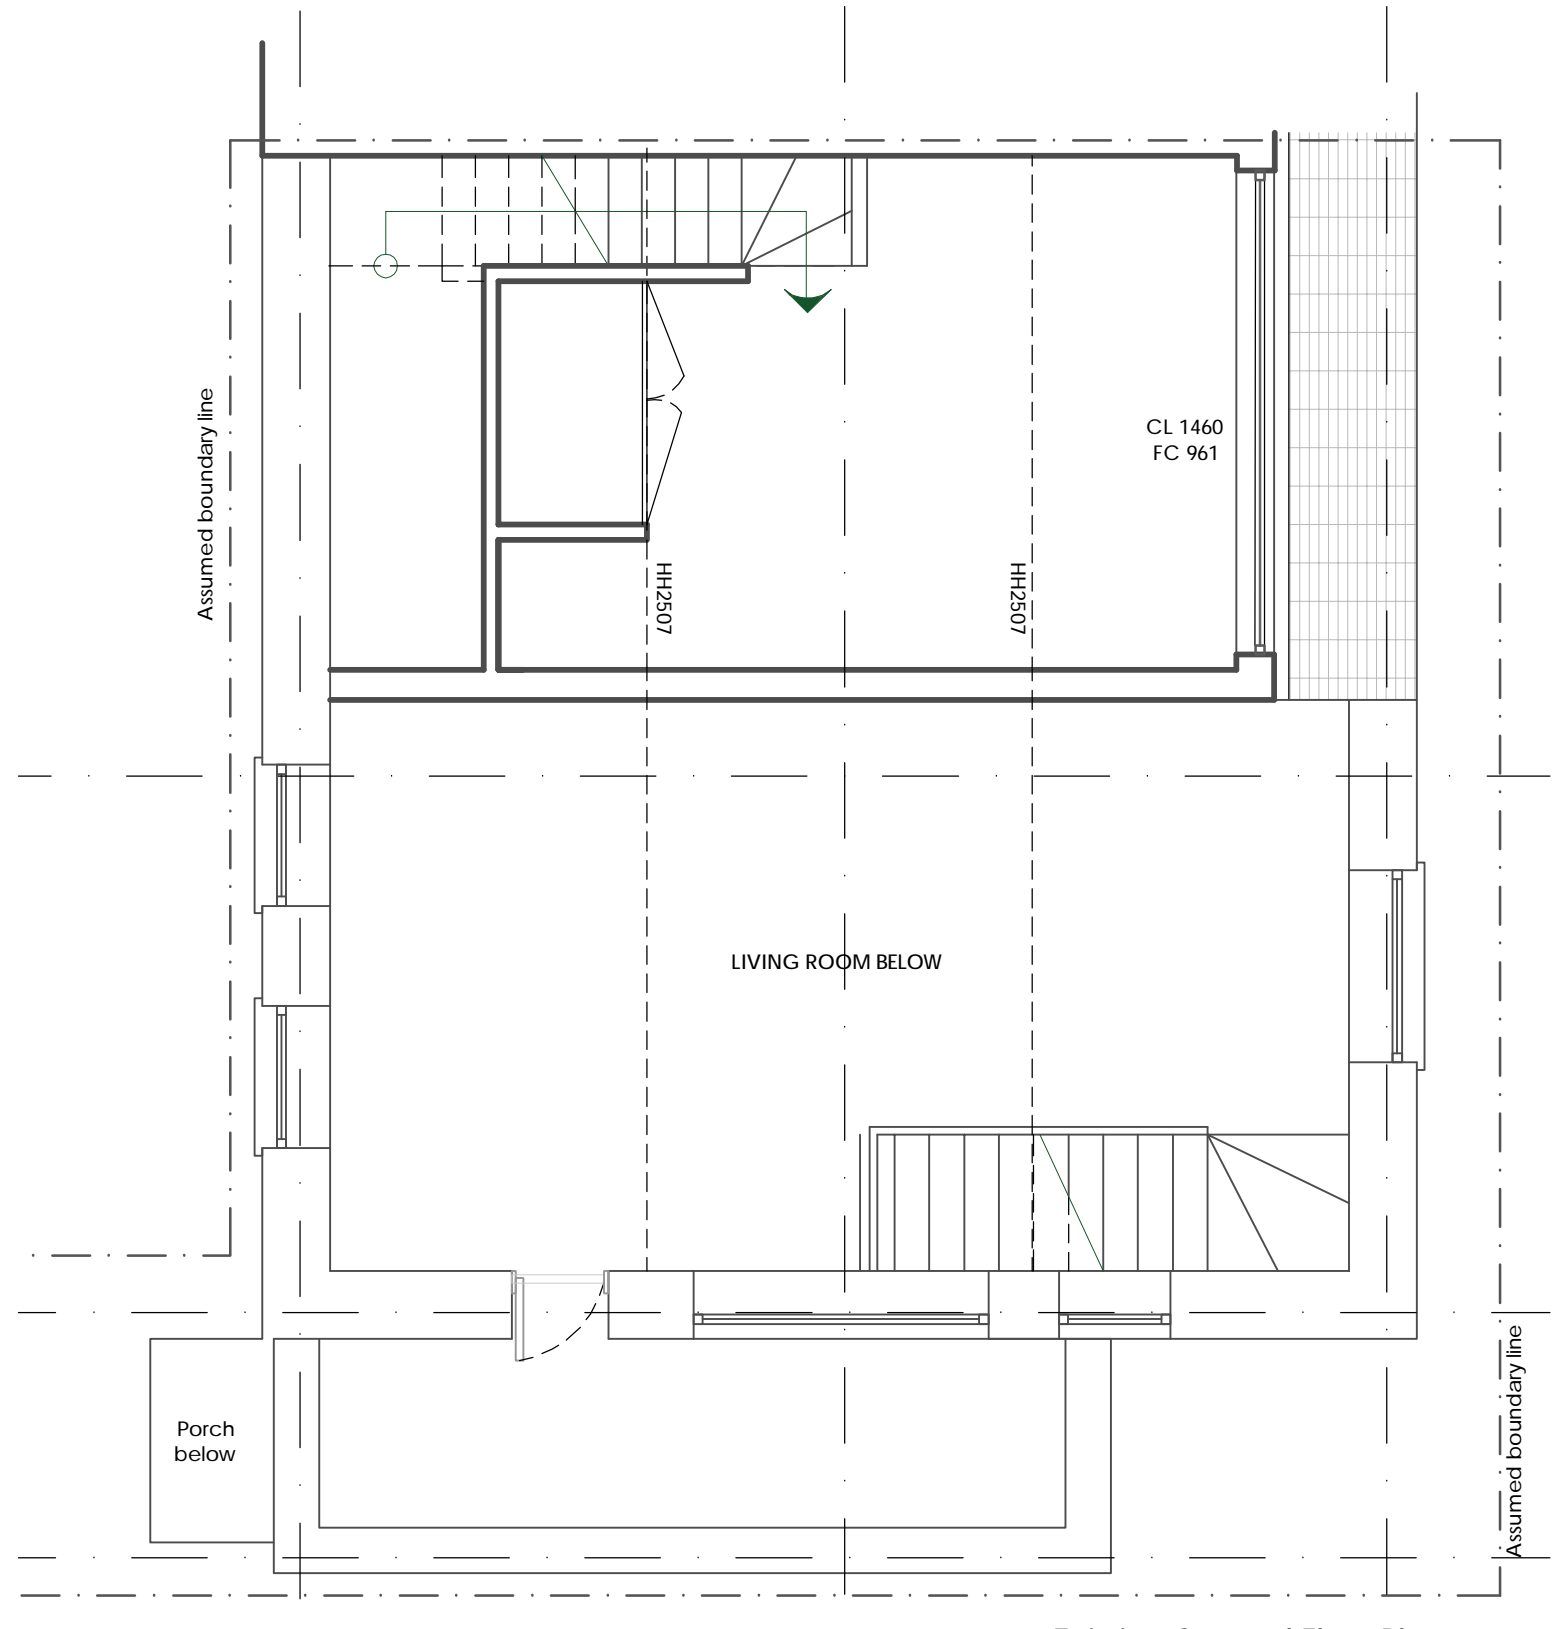 Assumed boundary line
CL 1460
FC 961
HH2507
HH2507
LIVING ROOM BELOW
Porch
below
Assumed boundary line